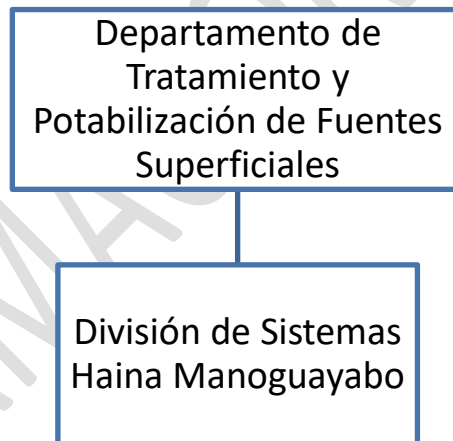 Departamento de
Tratamiento y
Potabilización de Fuentes
Superficiales
División de Sistemas
Haina Manoguayabo